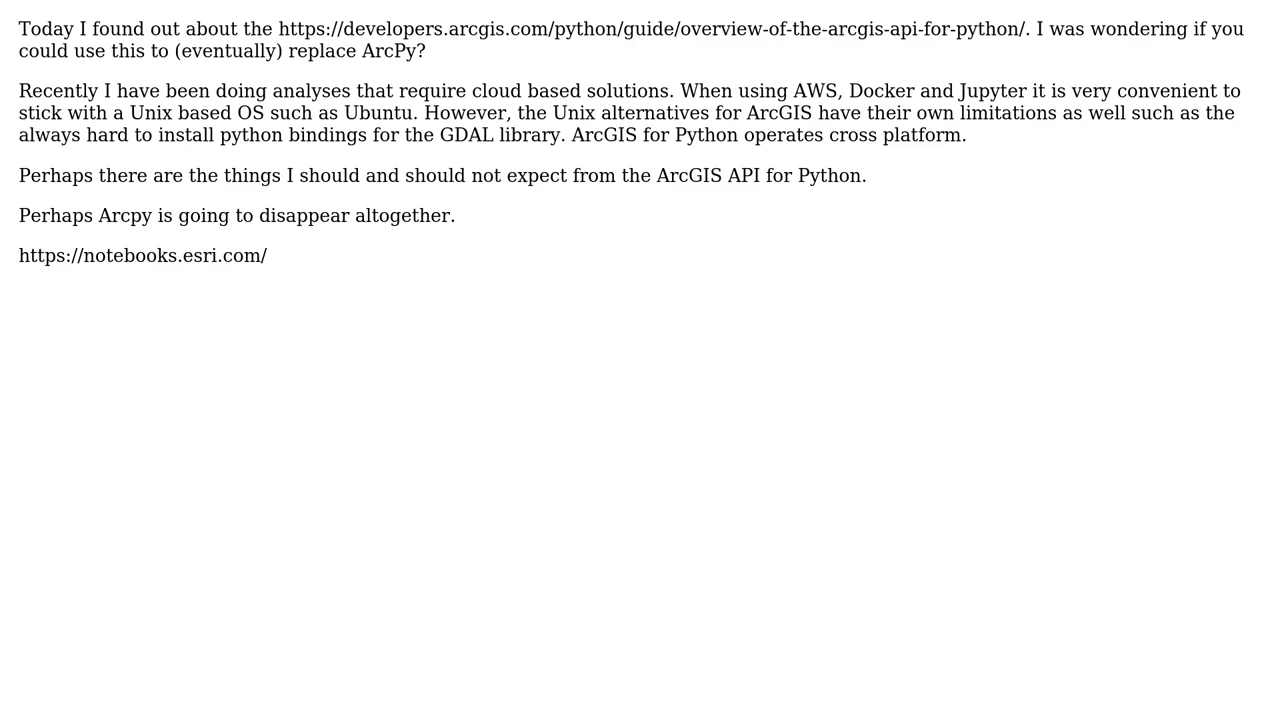 Today I found out about the https://developers.arcgis.com/python/guide/overview-of-the-arcgis-api-for-python/. I was wondering if you
could use this to (eventually) replace ArcPy?
Recently I have been doing analyses that require cloud based solutions. When using AWS, Docker and Jupyter it is very convenient to
stick with a Unix based OS such as Ubuntu. However, the Unix alternatives for ArcGIS have their own limitations as well such as the
always hard to install python bindings for the GDAL library. ArcGIS for Python operates cross platform.
Perhaps there are the things I should and should not expect from the ArcGIS API for Python.
Perhaps Arcpy is going to disappear altogether.
https://notebooks.esri.com/